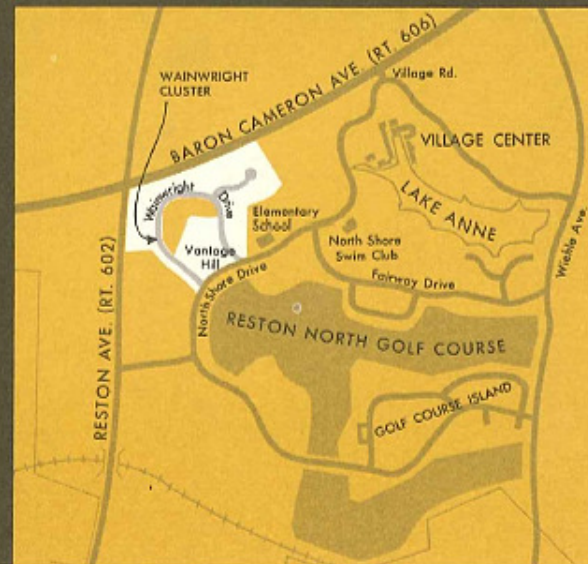 WAINWRIGHT
CLUSTER
BARON CAMERON AVE. (RT. 606)
Village Rd.
VILLAGE CENTER
LAKE ANNE
Wainwright Drive
Elementary
School
Vantage
Hill
North Shore
Swim Club
Fairway Drive
Wiehle Ave.
North Shore Drive
RESTON AVE. (RT. 602)
RESTON NORTH GOLF COURSE
GOLF COURSE ISLAND